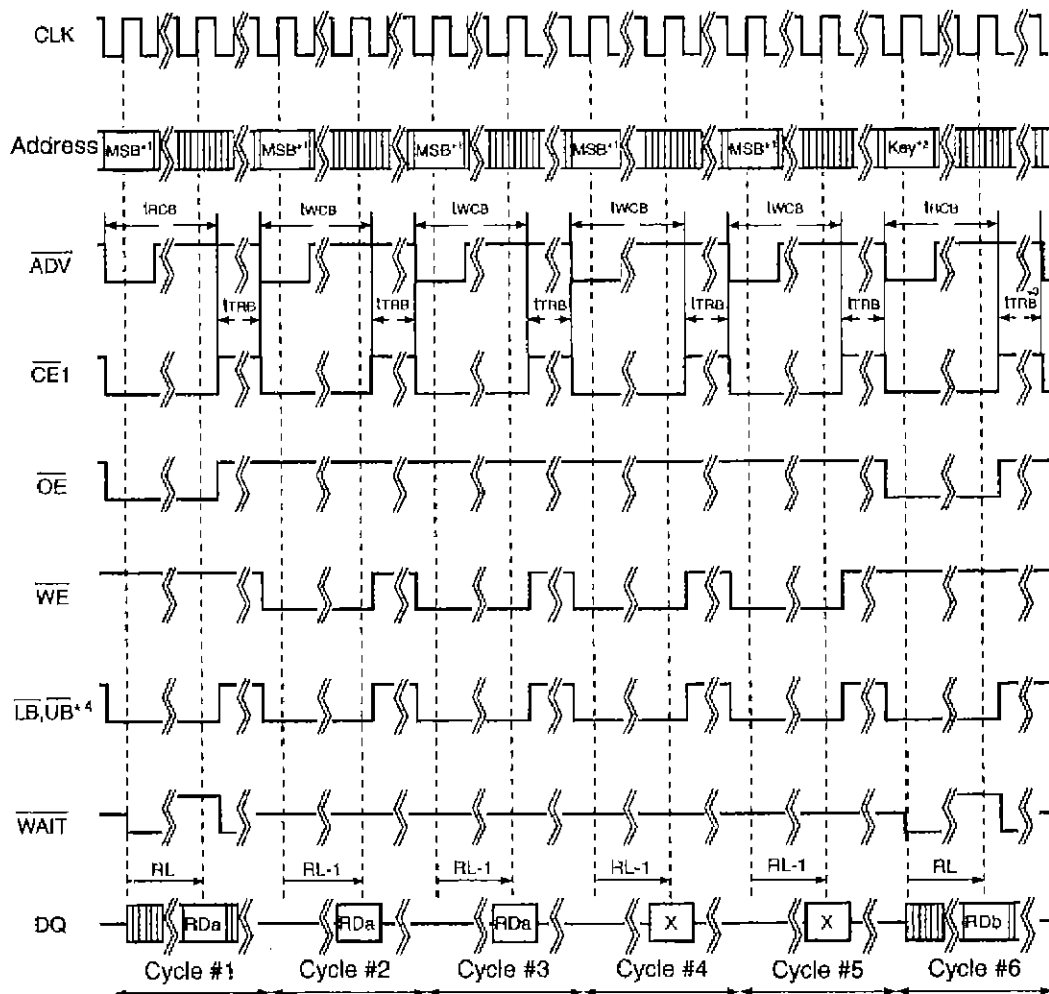 CLK
Address MSB*1 MSB*1 MSB*1 MSB*1 MSB*1 Key*2
tRCB tWCB tWCB tWCB tWCB tRCB
ADV
tTRB tTRB tTRB tTRB tTRB tTRB*3
CE1
OE
WE
LB,UB*4
WAIT
RL RL-1 RL-1 RL-1 RL-1 RL
DQ RDa RDa RDa X X RDb
Cycle #1 Cycle #2 Cycle #3 Cycle #4 Cycle #5 Cycle #6